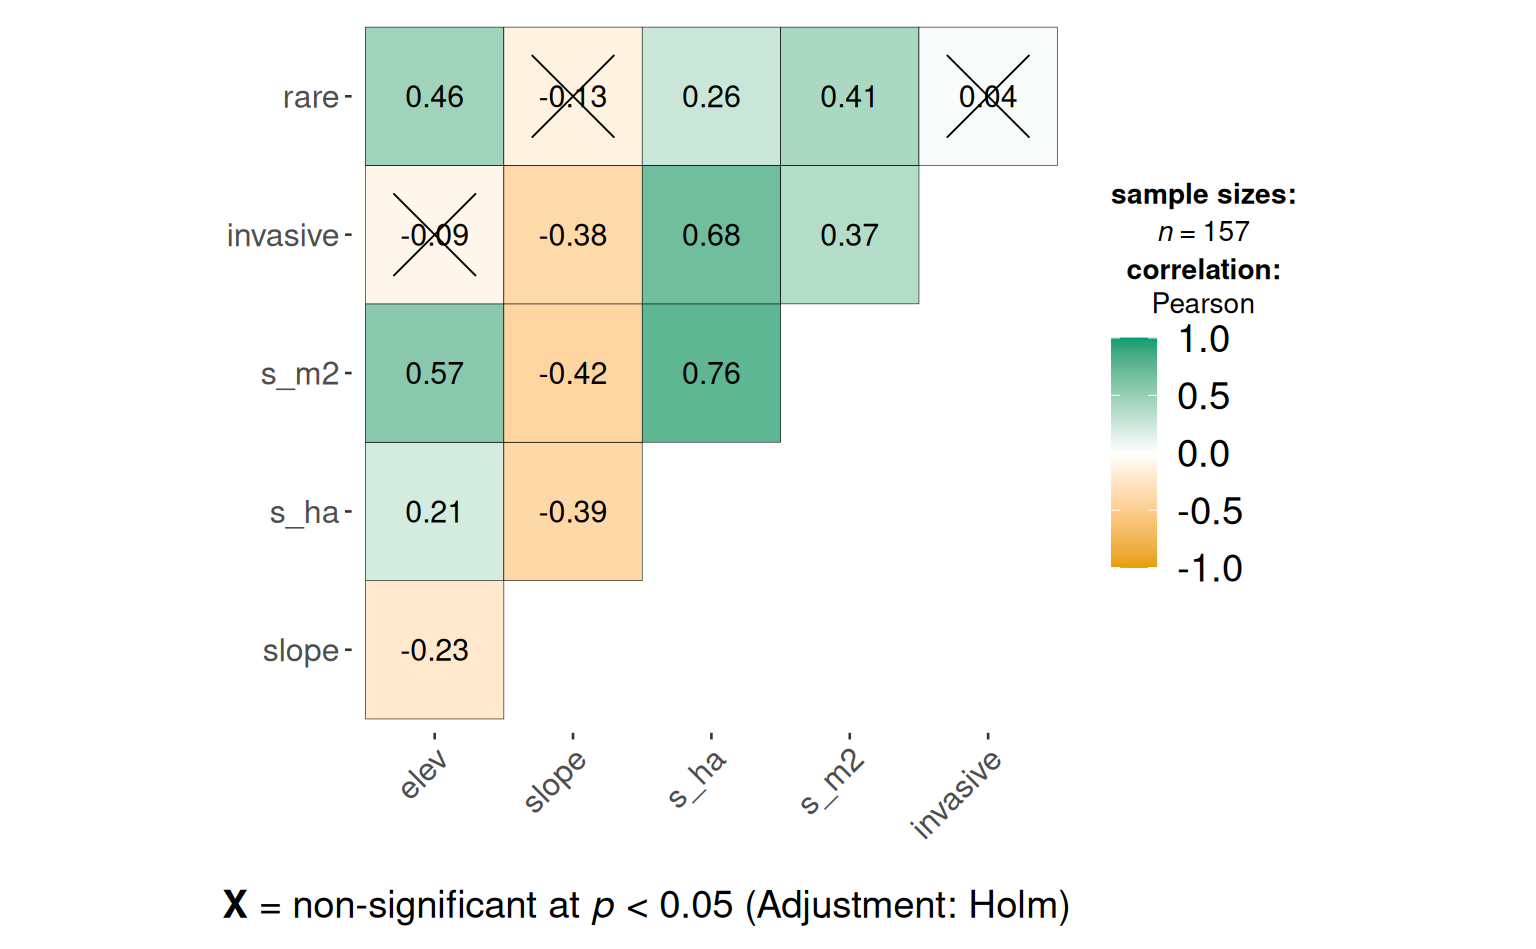 rare
0.46
-0.13
0.26
0.41
0.04
invasive
-0.09
-0.38
0.68
0.37
s_m2
0.57
-0.42
0.76
s_ha
0.21
-0.39
slope
-0.23
elev
slope
s_ha
s_m2
invasive
sample sizes:
n = 157
correlation:
Pearson
1.0
0.5
0.0
-0.5
-1.0
X = non-significant at p < 0.05 (Adjustment: Holm)